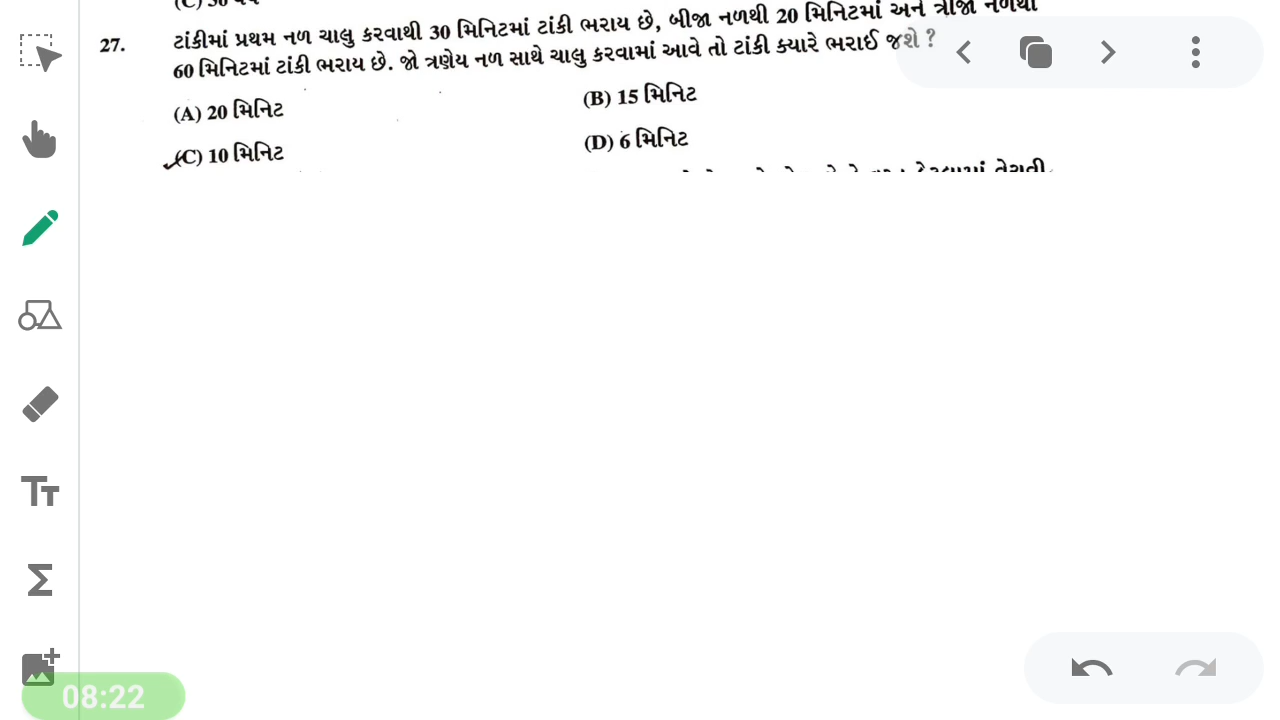 27. ટાંકીમાં પ્રથમ નળ ચાલુ કરવાથી 30 મિનિટમાં ટાંકી ભરાય છે, બીજા નળથી 20 મિનિટમાં અને ત્રીજા નળથી
60 મિનિટમાં ટાંકી ભરાય છે. જો ત્રણેય નળ સાથે ચાલુ કરવામાં આવે તો ટાંકી ક્યારે ભરાઈ જશે ?
(A) 20 મિનિટ
(B) 15 મિનિટ
(C) 10 મિનિટ
(D) 6 મિનિટ
08:22